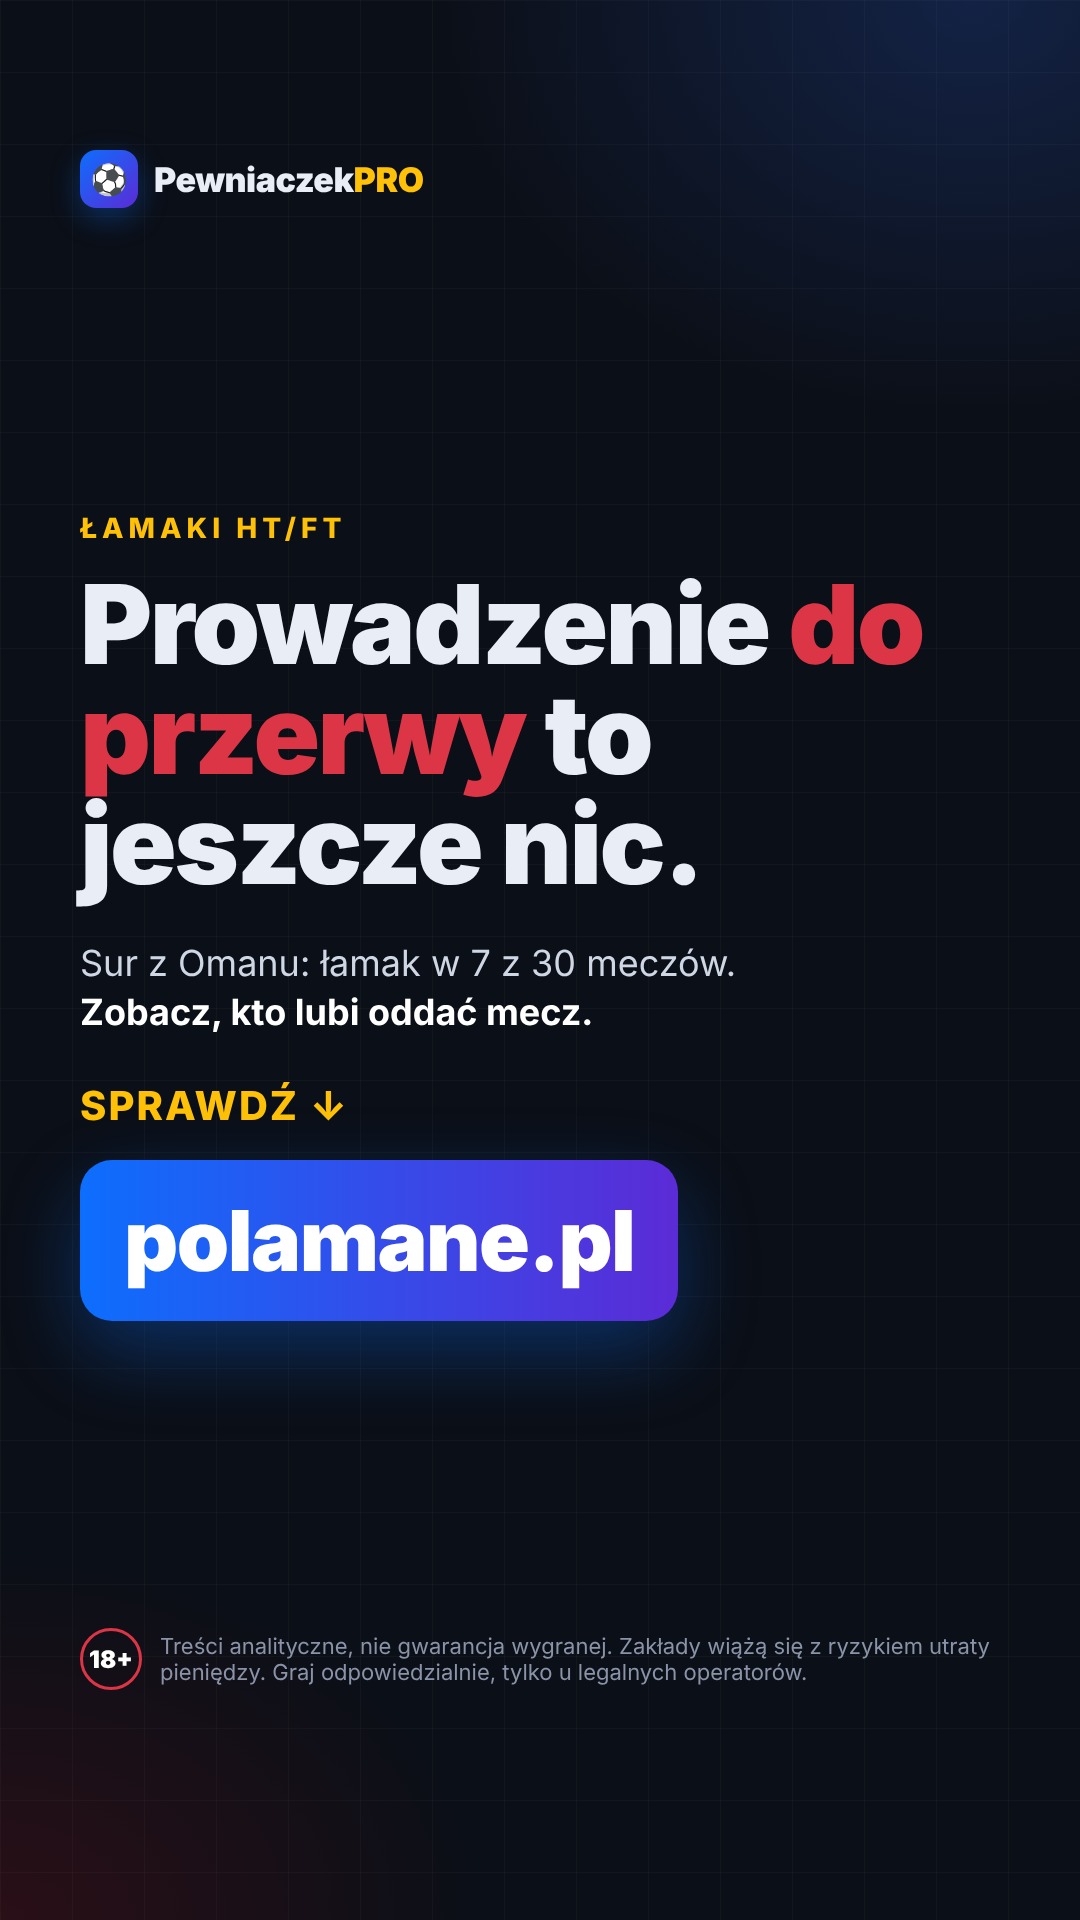 PewniaczekPRO
ŁAMAKI HT/FT
Prowadzenie do
przerwy to
jeszcze nic.
Sur z Omanu: łamak w 7 z 30 meczów.
Zobacz, kto lubi oddać mecz.
SPRAWDŹ ↓
polamane.pl
18+
Treści analityczne, nie gwarancja wygranej. Zakłady wiążą się z ryzykiem utraty
pieniędzy. Graj odpowiedzialnie, tylko u legalnych operatorów.